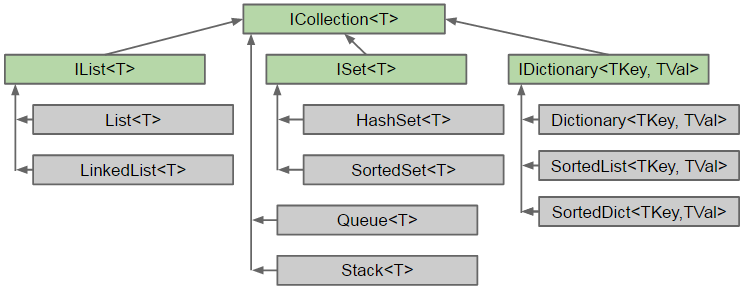 ICollection<T>
IList<T>
ISet<T>
IDictionary<TKey, TVal>
List<T>
HashSet<T>
Dictionary<TKey, TVal>
LinkedList<T>
SortedSet<T>
SortedList<TKey, TVal>
Queue<T>
SortedDict<TKey,TVal>
Stack<T>